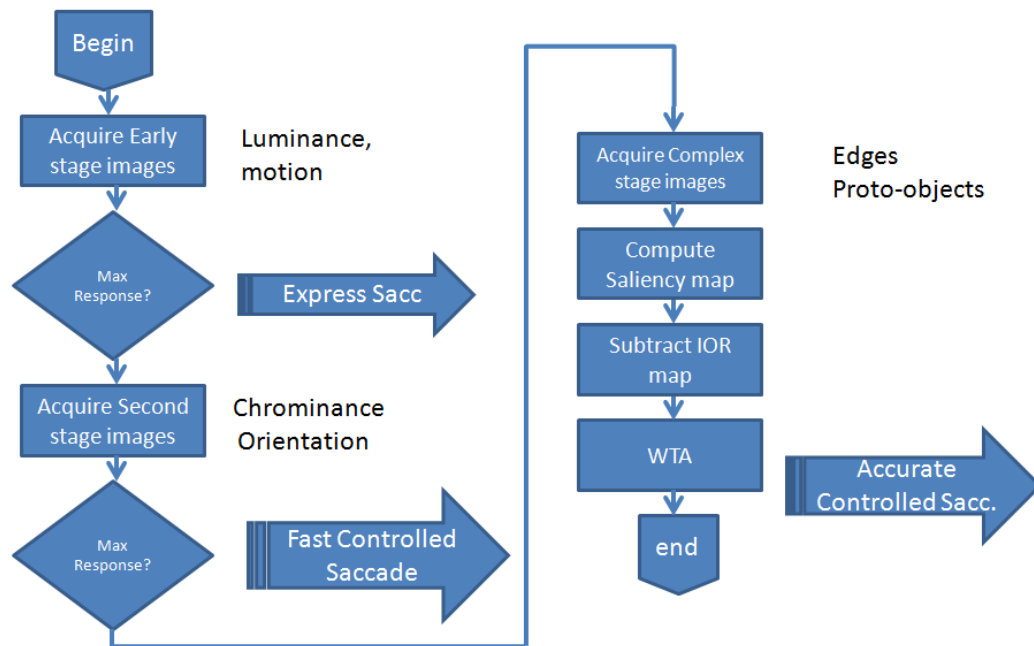 Begin
Acquire Early
stage images
Luminance,
motion
Max
Response?
Express Sacc
Acquire Second
stage images
Chrominance
Orientation
Max
Response?
Fast Controlled
Saccade
Acquire Complex
stage images
Edges
Proto-objects
Compute
Saliency map
Subtract IOR
map
WTA
Accurate
Controlled Sacc.
end